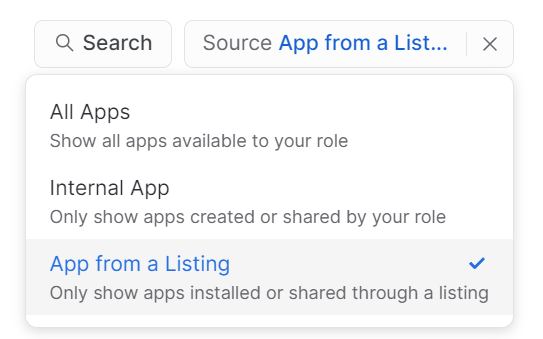 Search
Source App from a List...
All Apps
Show all apps available to your role
Internal App
Only show apps created or shared by your role
App from a Listing
Only show apps installed or shared through a listing